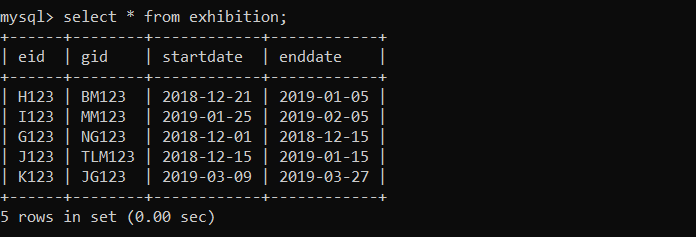 mysql> select * from exhibition;
+------+--------+------------+------------+
| eid  | gid    | startdate  | enddate    |
+------+--------+------------+------------+
| H123 | BM123  | 2018-12-21 | 2019-01-05 |
| I123 | MM123  | 2019-01-25 | 2019-02-05 |
| G123 | NG123  | 2018-12-01 | 2018-12-15 |
| J123 | TLM123 | 2018-12-15 | 2019-01-15 |
| K123 | JG123  | 2019-03-09 | 2019-03-27 |
+------+--------+------------+------------+
5 rows in set (0.00 sec)